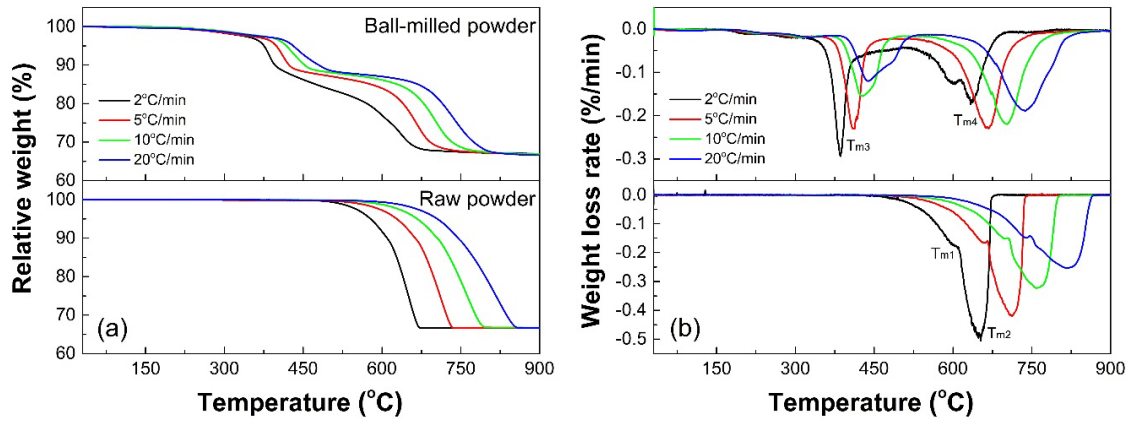 100
90
80
70
60
Ball-milled powder
2°C/min
5°C/min
10°C/min
20°C/min
100
90
80
70
60
Raw powder
(a)
Relative weight (%)
150 300 450 600 750 900
Temperature (°C)
0.0
-0.1
-0.2
-0.3
2°C/min
5°C/min
10°C/min
20°C/min
Tm3
Tm4
0.0
-0.1
-0.2
-0.3
-0.4
-0.5
Tm1
Tm2
(b)
Weight loss rate (%/min)
150 300 450 600 750 900
Temperature (°C)